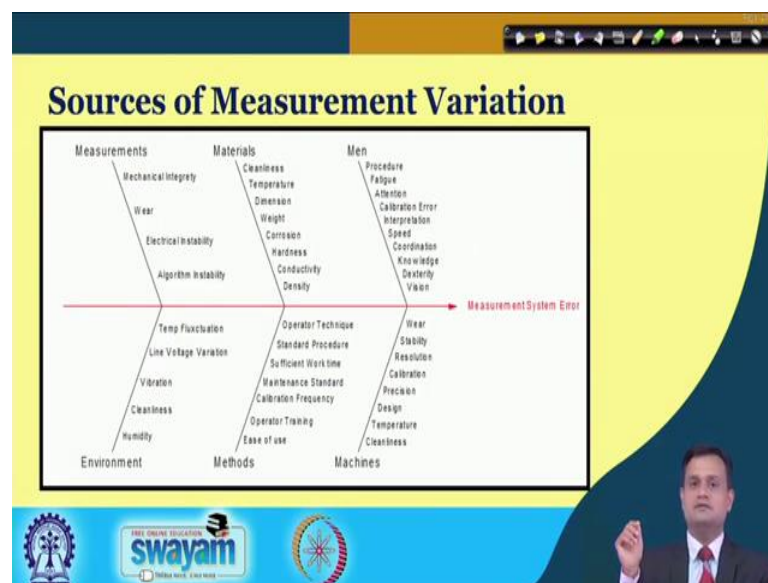 Sources of Measurement Variation
Measurements
Mechanical Integrety
Wear
Electrical Instability
Algorithm Instability
Materials
Cleanliness
Temperature
Dimension
Weight
Corrosion
Hardness
Conductivity
Density
Men
Procedure
Fatigue
Attention
Calibration Error
Interpretation
Speed
Coordination
Knowledge
Dexterity
Vision
Measurement System Error
Temp Fluxctuation
Line Voltage Variation
Vibration
Cleanliness
Humidity
Environment
Operator Technique
Standard Procedure
Sufficient Work time
Maintenance Standard
Calibration Frequency
Operator Training
Ease of use
Methods
Wear
Stability
Resolution
Calibration
Precision
Design
Temperature
Cleanliness
Machines
FREE ONLINE EDUCATION
swayam